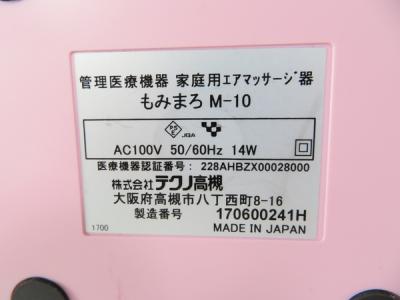 管理医療機器 家庭用エアマッサージ器
もみまろ M-10
PSE JQA
AC100V 50/60Hz 14W
医療機器認証番号: 228AHBZX00028000
株式会社テクノ高槻
大阪府高槻市八丁西町8-16
製造番号 170600241H
1700 MADE IN JAPAN